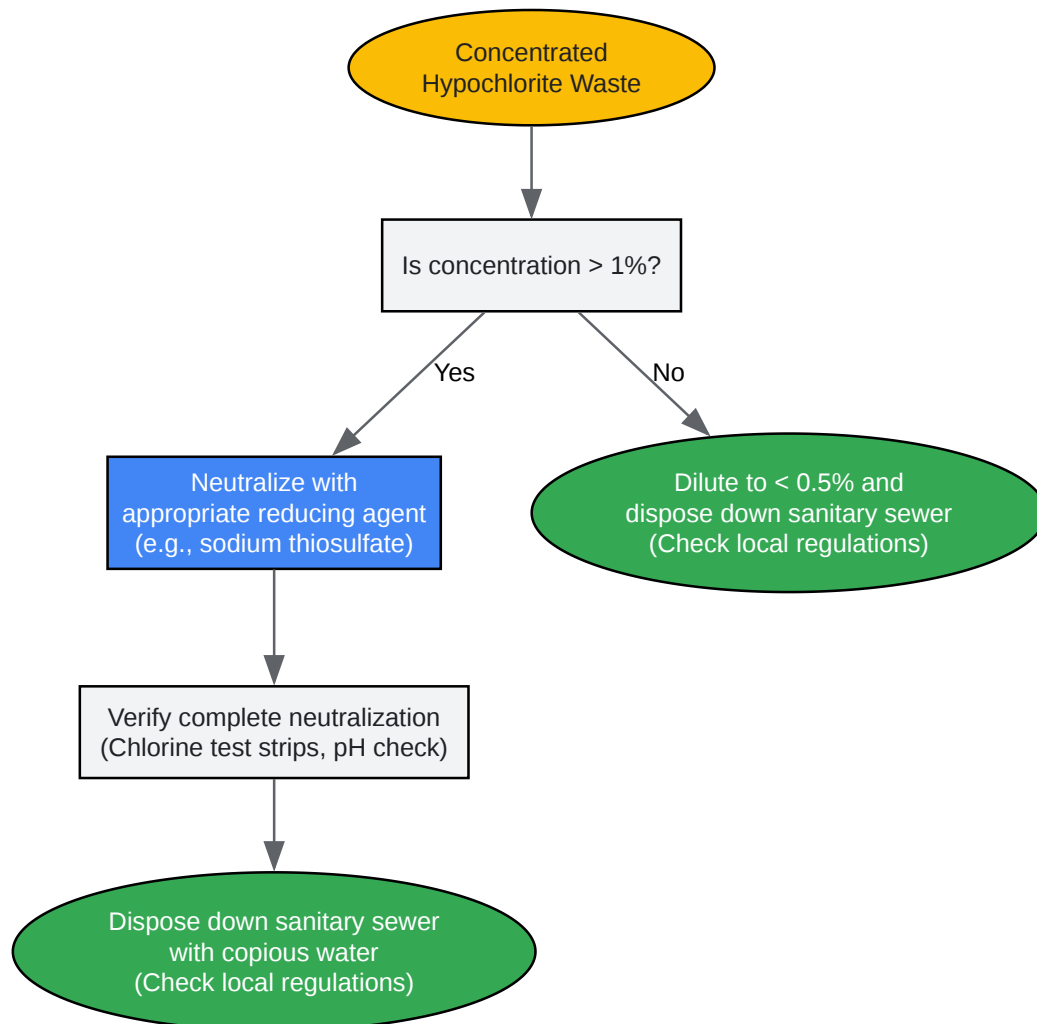 Concentrated
Hypochlorite Waste
Is concentration > 1%?
Yes
No
Neutralize with
appropriate reducing agent
(e.g., sodium thiosulfate)
Dilute to < 0.5% and
dispose down sanitary sewer
(Check local regulations)
Verify complete neutralization
(Chlorine test strips, pH check)
Dispose down sanitary sewer
with copious water
(Check local regulations)